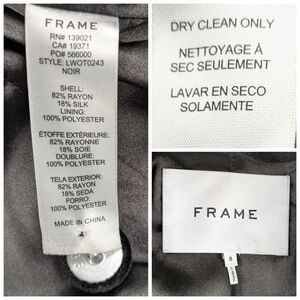 FRAME
RN# 139021
CA# 19371
PO# 566000
STYLE: LWOT0243
NOIR
SHELL:
82% RAYON
18% SILK
LINING:
100% POLYESTER
ÉTOFFE EXTÉRIEURE:
82% RAYONNE
18% SOIE
DOUBLURE:
100% POLYESTER
TELA EXTERIOR:
82% RAYON
18% SEDA
FORRO:
100% POLYESTER
MADE IN CHINA
DRY CLEAN ONLY
NETTOYAGE À
SEC SEULEMENT
LAVAR EN SECO
SOLAMENTE
FRAME